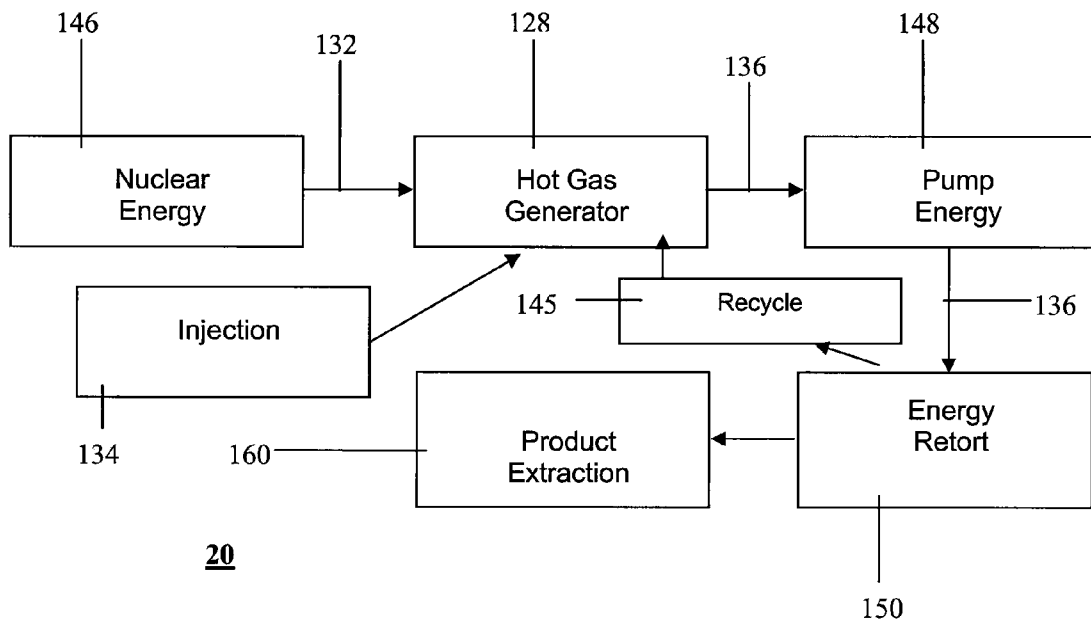 146
132
128
136
148
Nuclear
Energy
Hot Gas
Generator
Pump
Energy
Injection
145
Recycle
136
134
160
Product
Extraction
Energy
Retort
20
150